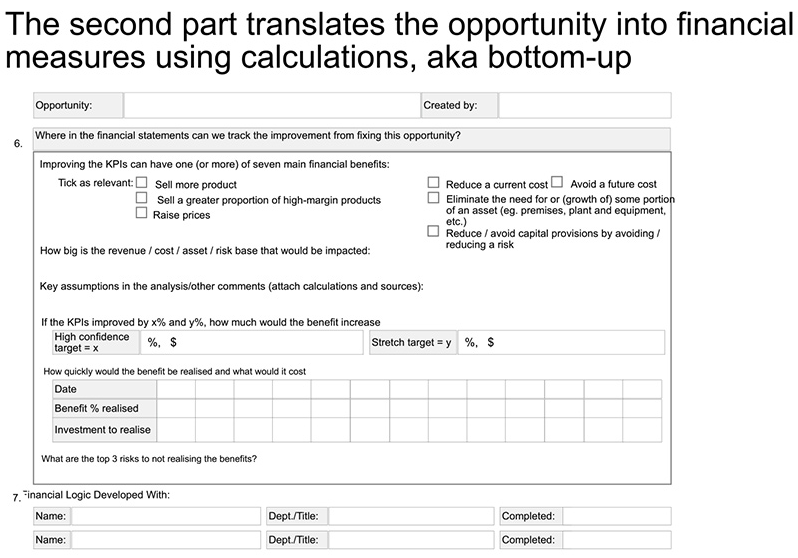 The second part translates the opportunity into financial
measures using calculations, aka bottom-up
Opportunity: Created by:
6. Where in the financial statements can we track the improvement from fixing this opportunity?
Improving the KPIs can have one (or more) of seven main financial benefits:
Tick as relevant: Sell more product
Sell a greater proportion of high-margin products
Raise prices
Reduce a current cost Avoid a future cost
Eliminate the need for or (growth of) some portion
of an asset (eg. premises, plant and equipment,
etc.)
Reduce / avoid capital provisions by avoiding /
reducing a risk
How big is the revenue / cost / asset / risk base that would be impacted:
Key assumptions in the analysis/other comments (attach calculations and sources):
If the KPIs improved by x% and y%, how much would the benefit increase
High confidence
target = x
%, $
Stretch target = y %, $
How quickly would the benefit be realised and what would it cost
Date
Benefit % realised
Investment to realise
What are the top 3 risks to not realising the benefits?
7. Financial Logic Developed With:
Name: Dept./Title: Completed:
Name: Dept./Title: Completed: